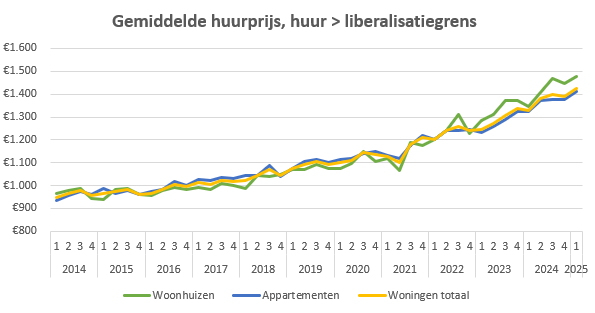 Gemiddelde huurprijs, huur > liberalisatiegrens
€1.600
€1.500
€1.400
€1.300
€1.200
€1.100
€1.000
€900
€800
1 2 3 4 1 2 3 4 1 2 3 4 1 2 3 4 1 2 3 4 1 2 3 4 1 2 3 4 1 2 3 4 1 2 3 4 1 2 3 4 1 2 3 4 1
2014 2015 2016 2017 2018 2019 2020 2021 2022 2023 2024 2025
Woonhuizen Appartementen Woningen totaal